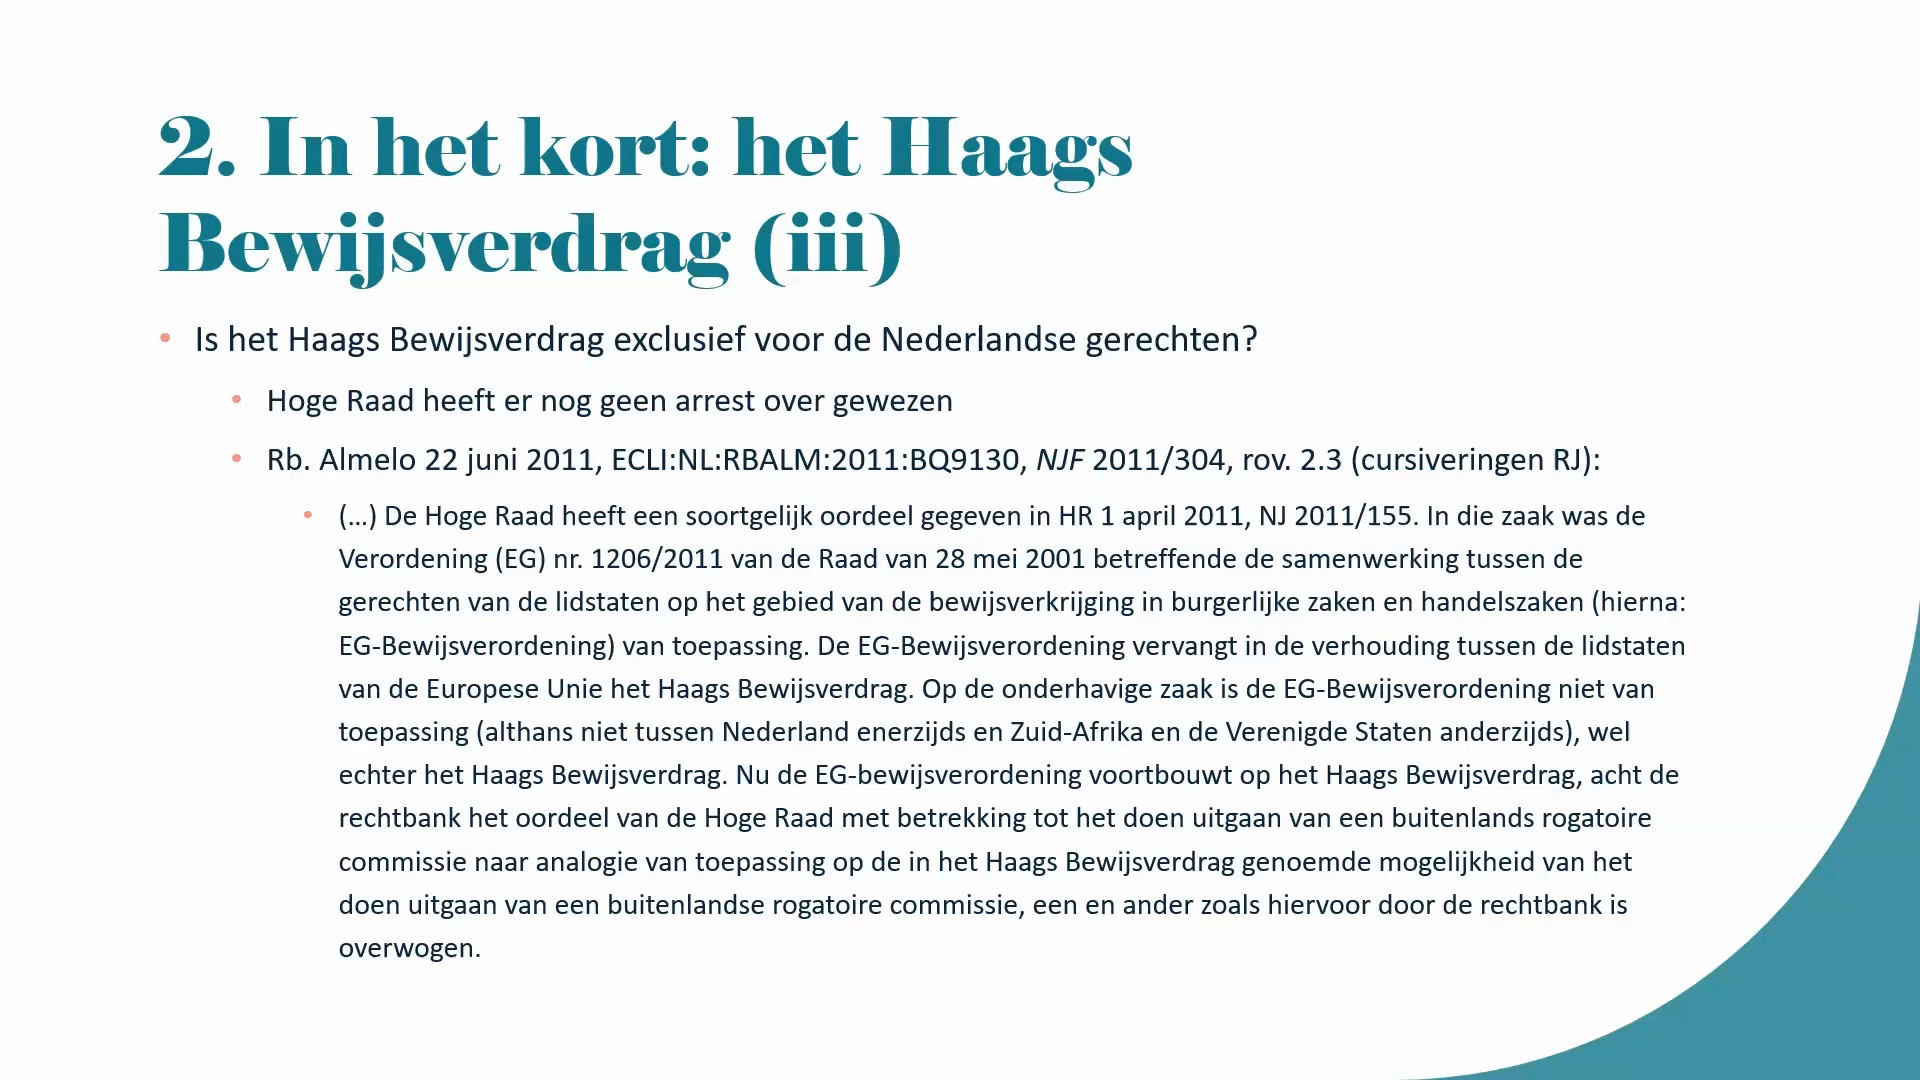 2. In het kort: het Haags
Bewijsverdrag (iii)
• Is het Haags Bewijsverdrag exclusief voor de Nederlandse gerechten?
• Hoge Raad heeft er nog geen arrest over gewezen
• Rb. Almelo 22 juni 2011, ECLI:NL:RBALM:2011:BQ9130, NJF 2011/304, rov. 2.3 (cursiveringen RJ):
• (…) De Hoge Raad heeft een soortgelijk oordeel gegeven in HR 1 april 2011, NJ 2011/155. In die zaak was de
Verordening (EG) nr. 1206/2011 van de Raad van 28 mei 2001 betreffende de samenwerking tussen de
gerechten van de lidstaten op het gebied van de bewijsverkrijging in burgerlijke zaken en handelszaken (hierna:
EG-Bewijsverordening) van toepassing. De EG-Bewijsverordening vervangt in de verhouding tussen de lidstaten
van de Europese Unie het Haags Bewijsverdrag. Op de onderhavige zaak is de EG-Bewijsverordening niet van
toepassing (althans niet tussen Nederland enerzijds en Zuid-Afrika en de Verenigde Staten anderzijds), wel
echter het Haags Bewijsverdrag. Nu de EG-bewijsverordening voortbouwt op het Haags Bewijsverdrag, acht de
rechtbank het oordeel van de Hoge Raad met betrekking tot het doen uitgaan van een buitenlands rogatoire
commissie naar analogie van toepassing op de in het Haags Bewijsverdrag genoemde mogelijkheid van het
doen uitgaan van een buitenlandse rogatoire commissie, een en ander zoals hiervoor door de rechtbank is
overwogen.